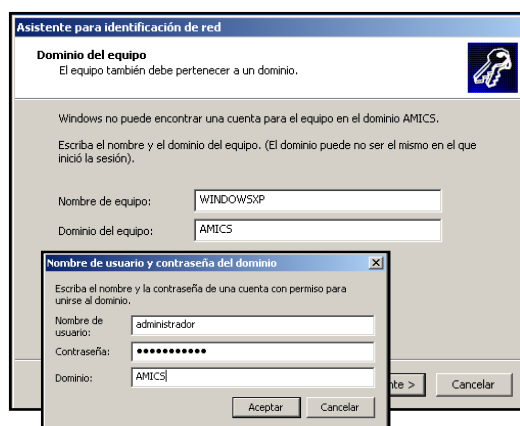 Asistente para identificación de red
Dominio del equipo
El equipo también debe pertenecer a un dominio.
Windows no puede encontrar una cuenta para el equipo en el dominio AMICS.
Escriba el nombre y el dominio del equipo. (El dominio puede no ser el mismo en el que
inició la sesión).
Nombre de equipo: WINDOWSXP
Dominio del equipo: AMICS
Nombre de usuario y contraseña del dominio
Escriba el nombre y la contraseña de una cuenta con permiso para
unirse al dominio.
Nombre de
usuario: administrador
Contraseña: ●●●●●●●●●●●
Dominio: AMICS
Aceptar Cancelar
nte > Cancelar